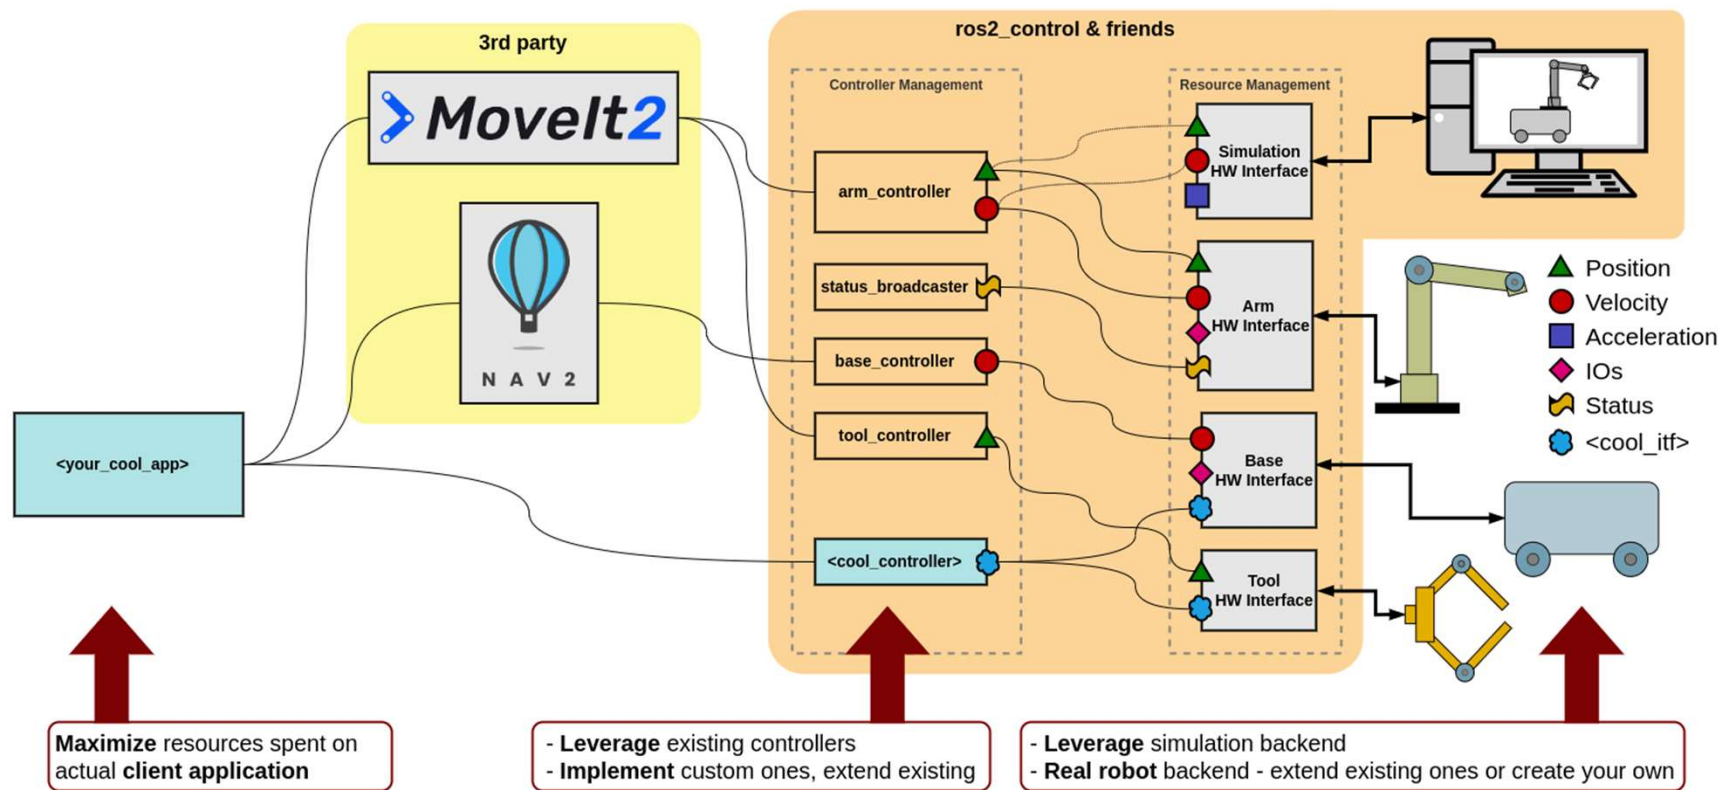 3rd party
MoveIt2
NAV2
<your_cool_app>
ros2_control & friends
Controller Management
arm_controller
status_broadcaster
base_controller
tool_controller
<cool_controller>
Resource Management
Simulation
HW Interface
Arm
HW Interface
Base
HW Interface
Tool
HW Interface
Position
Velocity
Acceleration
IOs
Status
<cool_itf>
Maximize resources spent on
actual client application
- Leverage existing controllers
- Implement custom ones, extend existing
- Leverage simulation backend
- Real robot backend - extend existing ones or create your own